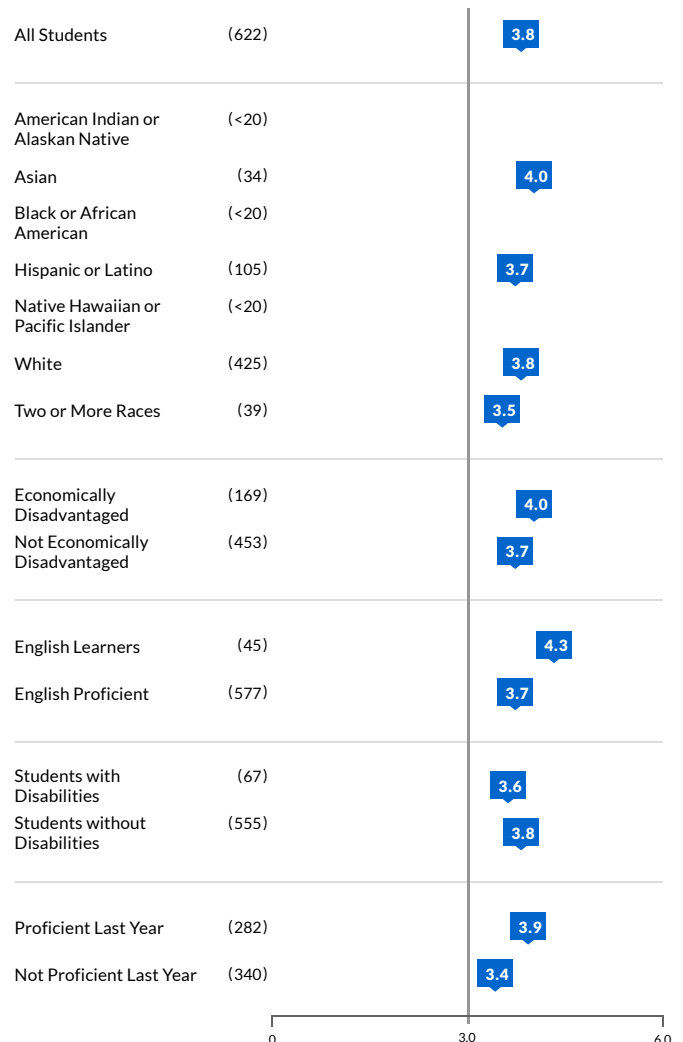 All Students (622) 3.8
American Indian or (<20)
Alaskan Native
Asian (34) 4.0
Black or African (<20)
American
Hispanic or Latino (105) 3.7
Native Hawaiian or (<20)
Pacific Islander
White (425) 3.8
Two or More Races (39) 3.5
Economically (169) 4.0
Disadvantaged
Not Economically (453) 3.7
Disadvantaged
English Learners (45) 4.3
English Proficient (577) 3.7
Students with (67) 3.6
Disabilities
Students without (555) 3.8
Disabilities
Proficient Last Year (282) 3.9
Not Proficient Last Year (340) 3.4
0 3.0 6.0